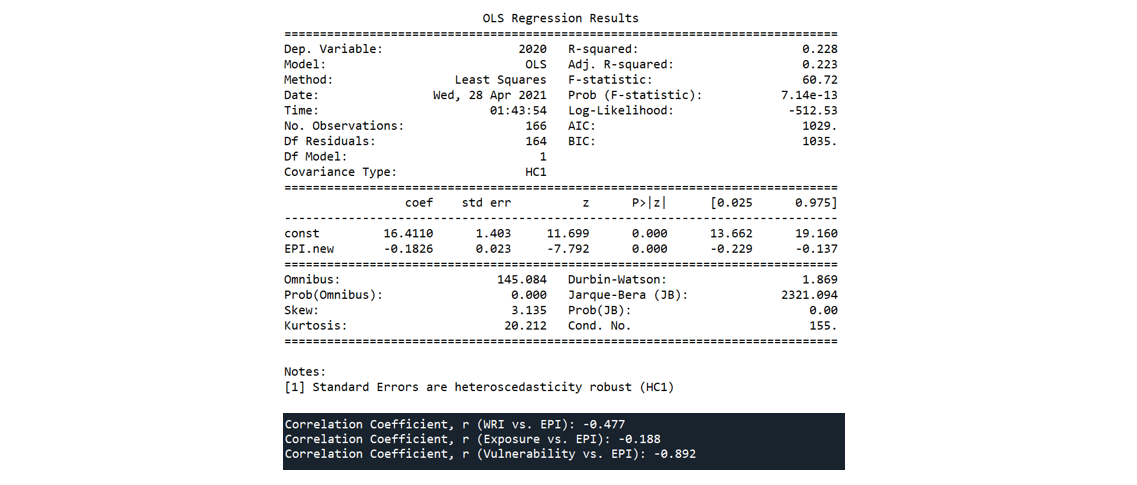 OLS Regression Results
==============================================================================
Dep. Variable:                   2020   R-squared:                       0.228
Model:                            OLS   Adj. R-squared:                  0.223
Method:                 Least Squares   F-statistic:                     60.72
Date:                Wed, 28 Apr 2021   Prob (F-statistic):           7.14e-13
Time:                        01:43:54   Log-Likelihood:                -512.53
No. Observations:                 166   AIC:                             1029.
Df Residuals:                     164   BIC:                             1035.
Df Model:                           1
Covariance Type:                  HC1
==============================================================================
                 coef    std err          z      P>|z|      [0.025      0.975]
------------------------------------------------------------------------------
const         16.4110      1.403     11.699      0.000      13.662      19.160
EPI.new       -0.1826      0.023     -7.792      0.000      -0.229      -0.137
==============================================================================
Omnibus:                      145.084   Durbin-Watson:                   1.869
Prob(Omnibus):                  0.000   Jarque-Bera (JB):             2321.094
Skew:                           3.135   Prob(JB):                         0.00
Kurtosis:                      20.212   Cond. No.                         155.
==============================================================================
Notes:
[1] Standard Errors are heteroscedasticity robust (HC1)
Correlation Coefficient, r (WRI vs. EPI): -0.477
Correlation Coefficient, r (Exposure vs. EPI): -0.188
Correlation Coefficient, r (Vulnerability vs. EPI): -0.892